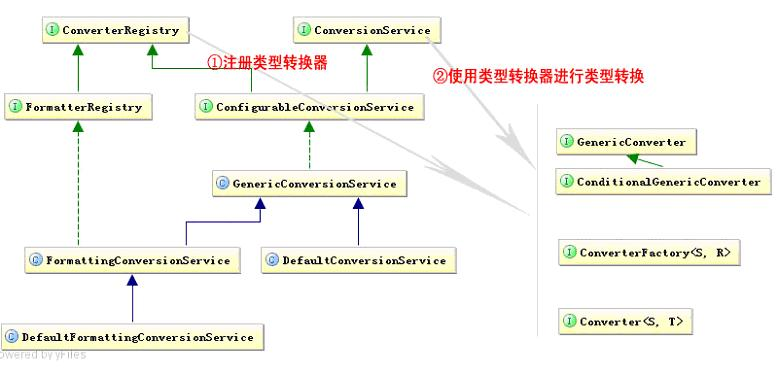 I ConverterRegistry
I ConversionService
①注册类型转换器
②使用类型转换器进行类型转换
I FormatterRegistry
I ConfigurableConversionService
I GenericConverter
I ConditionalGenericConverter
C GenericConversionService
C FormattingConversionService
C DefaultConversionService
I ConverterFactory<S, R>
I Converter<S, T>
C DefaultFormattingConversionService
owered by yFiles